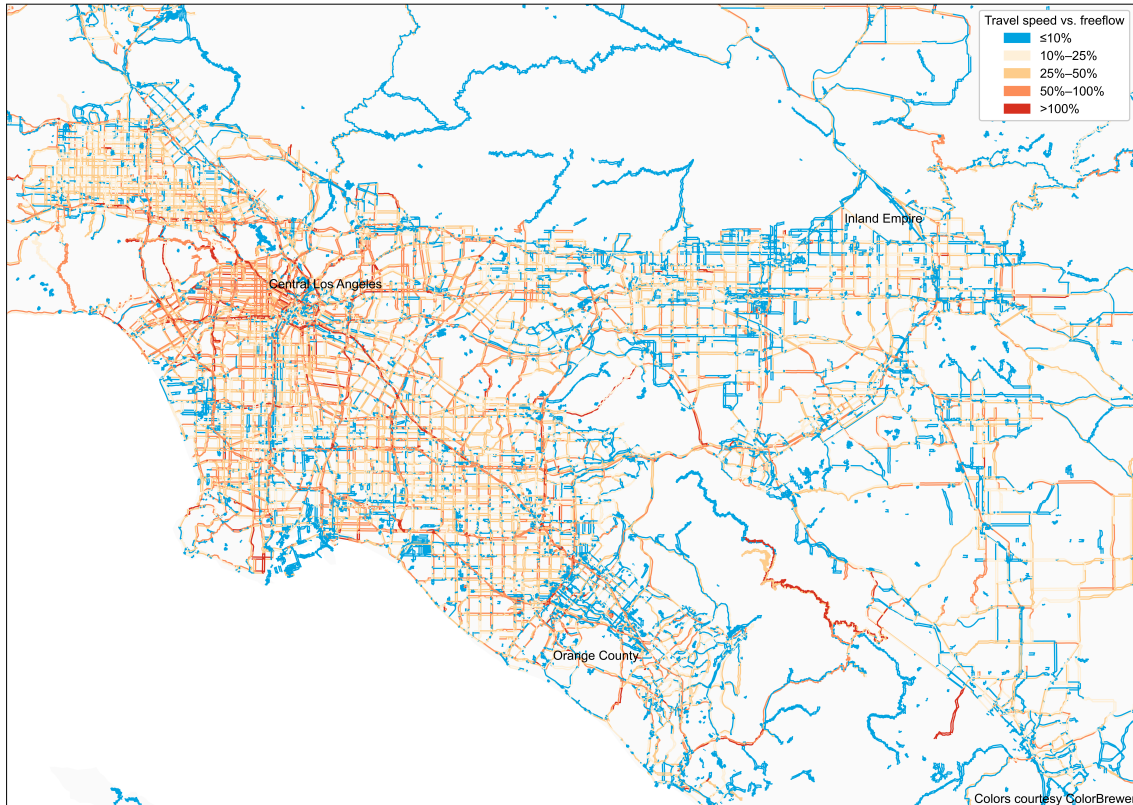 Travel speed vs. freeflow
≤10%
10%–25%
25%–50%
50%–100%
>100%
Inland Empire
Central Los Angeles
Orange County
Colors courtesy ColorBrewer